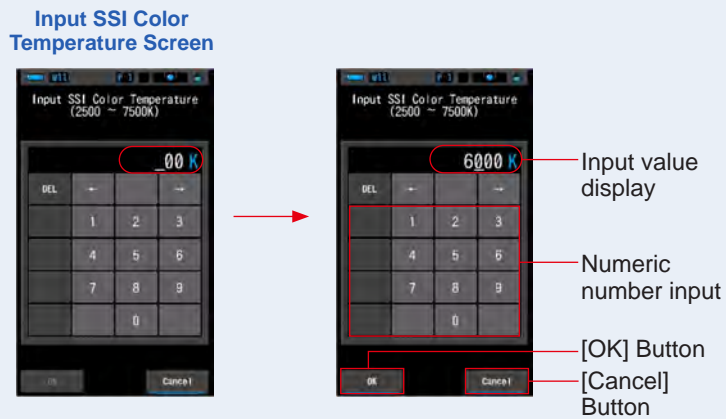 Input SSI Color
Temperature Screen
Input SSI Color Temperature
(2500 ~ 7500K)
_00 K
DEL ← →
1 2 3
4 5 6
7 8 9
0
OK Cancel
Input SSI Color Temperature
(2500 ~ 7500K)
6000 K
DEL ← →
1 2 3
4 5 6
7 8 9
0
OK Cancel
Input value
display
Numeric
number input
[OK] Button
[Cancel]
Button